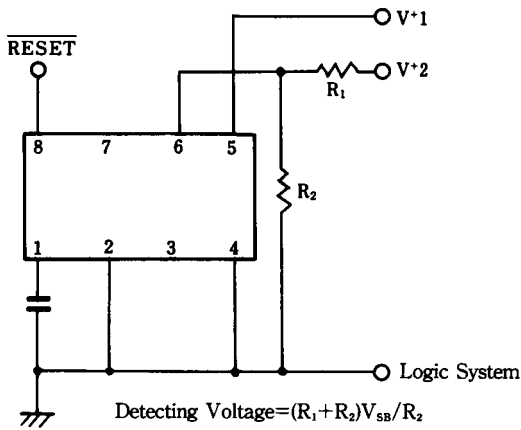 V⁺1
RESET
V⁺2
R₁
8 7 6 5
R₂
1 2 3 4
Logic System
Detecting Voltage=(R₁+R₂)V_SB/R₂